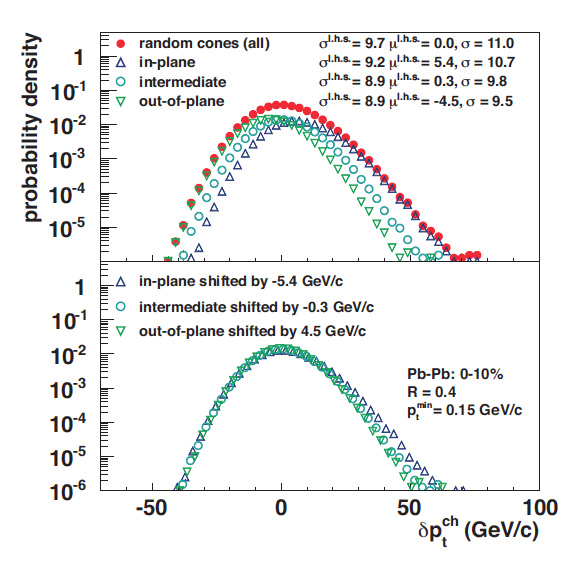 probability density
random cones (all) σ^l.h.s. = 9.7 μ^l.h.s. = 0.0, σ = 11.0
in-plane σ^l.h.s. = 9.2 μ^l.h.s. = 5.4, σ = 10.7
intermediate σ^l.h.s. = 8.9 μ^l.h.s. = 0.3, σ = 9.8
out-of-plane σ^l.h.s. = 8.9 μ^l.h.s. = -4.5, σ = 9.5
1
10^-1
10^-2
10^-3
10^-4
10^-5
in-plane shifted by -5.4 GeV/c
intermediate shifted by -0.3 GeV/c
out-of-plane shifted by 4.5 GeV/c
Pb-Pb: 0-10%
R = 0.4
p_t^min = 0.15 GeV/c
1
10^-1
10^-2
10^-3
10^-4
10^-5
10^-6
-50 0 50 100
δp_t^ch (GeV/c)